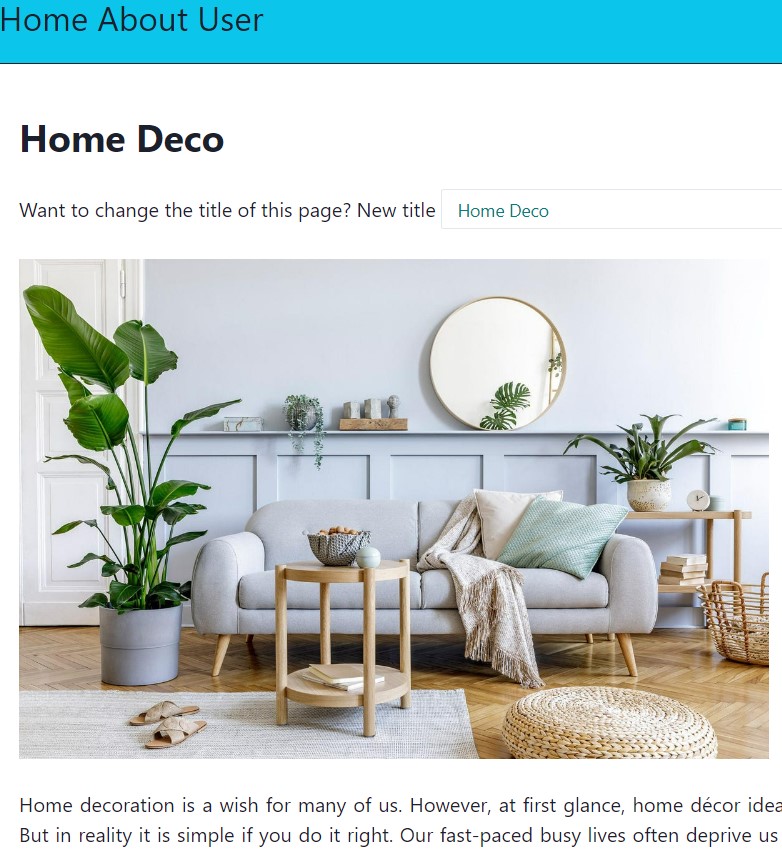 Home About User
Home Deco
Want to change the title of this page? New title Home Deco
Home decoration is a wish for many of us. However, at first glance, home décor
But in reality it is simple if you do it right. Our fast-paced busy lives often deprive us